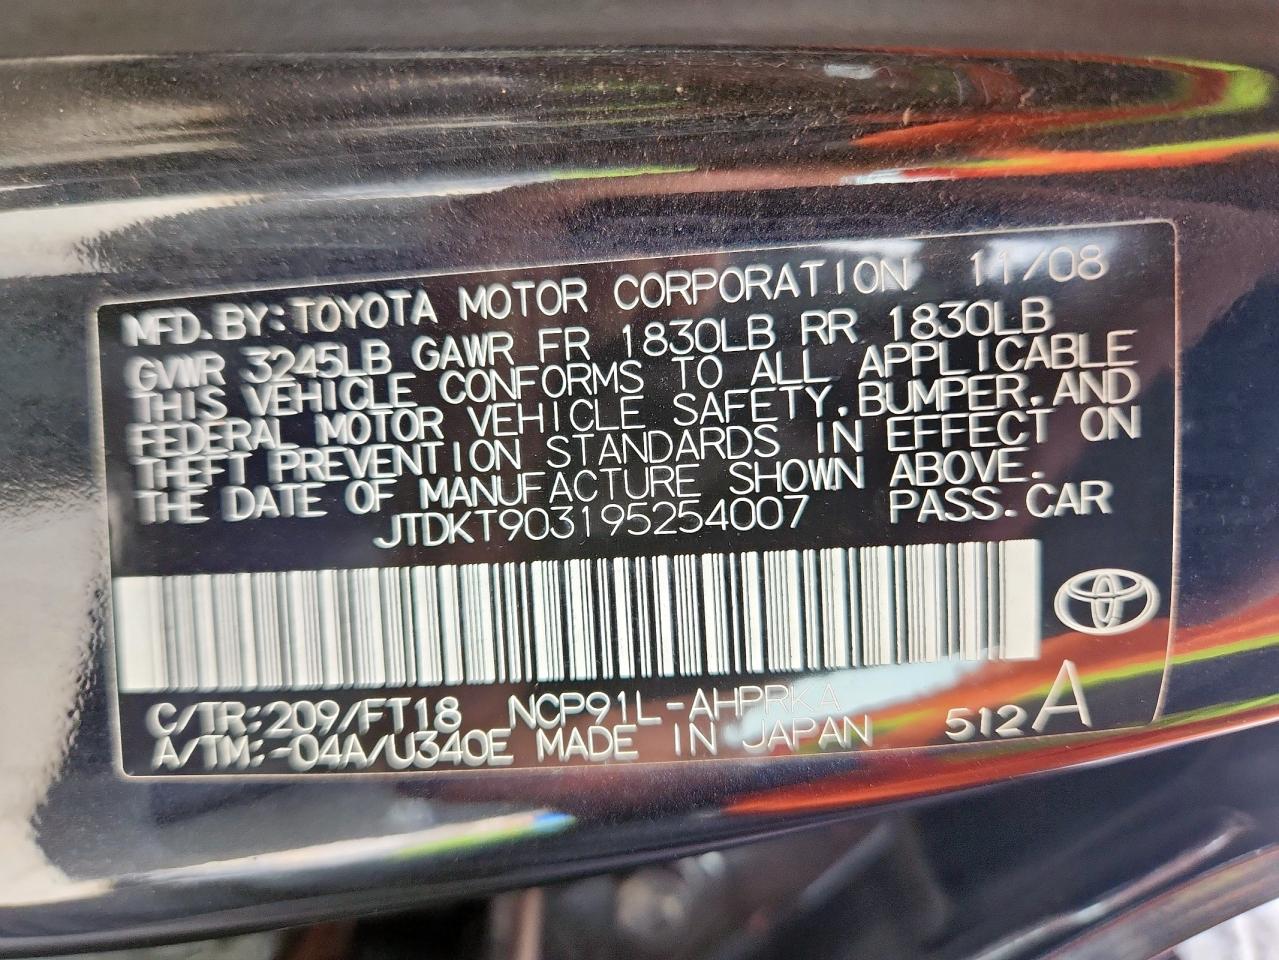 MFD. BY: TOYOTA MOTOR CORPORATION 11/08
GVWR 3245LB GAWR FR 1830LB RR 1830LB
THIS VEHICLE CONFORMS TO ALL APPLICABLE
FEDERAL MOTOR VEHICLE SAFETY, BUMPER, AND
THEFT PREVENTION STANDARDS IN EFFECT ON
THE DATE OF MANUFACTURE SHOWN ABOVE.
JTDKT903195254007 PASS. CAR
C/TR: 209/FT18 NCP91L-AHPRKA
A/TM: -04A/U340E MADE IN JAPAN 512A